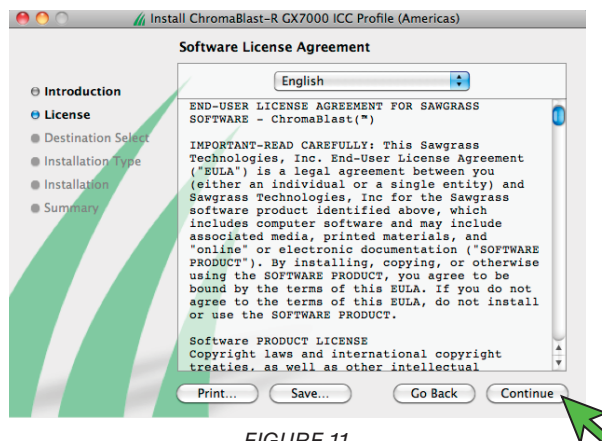 Install ChromaBlast-R GX7000 ICC Profile (Americas)
Software License Agreement
Introduction
License
Destination Select
Installation Type
Installation
Summary
English
END-USER LICENSE AGREEMENT FOR SAWGRASS
SOFTWARE - ChromaBlast(™)
IMPORTANT-READ CAREFULLY: This Sawgrass
Technologies, Inc. End-User License Agreement
("EULA") is a legal agreement between you
(either an individual or a single entity) and
Sawgrass Technologies, Inc for the Sawgrass
software product identified above, which
includes computer software and may include
associated media, printed materials, and
"online" or electronic documentation ("SOFTWARE
PRODUCT"). By installing, copying, or otherwise
using the SOFTWARE PRODUCT, you agree to be
bound by the terms of this EULA. If you do not
agree to the terms of this EULA, do not install
or use the SOFTWARE PRODUCT.
Software PRODUCT LICENSE
Copyright laws and international copyright
treaties, as well as other intellectual
Print... Save... Go Back Continue
FIGURE 11